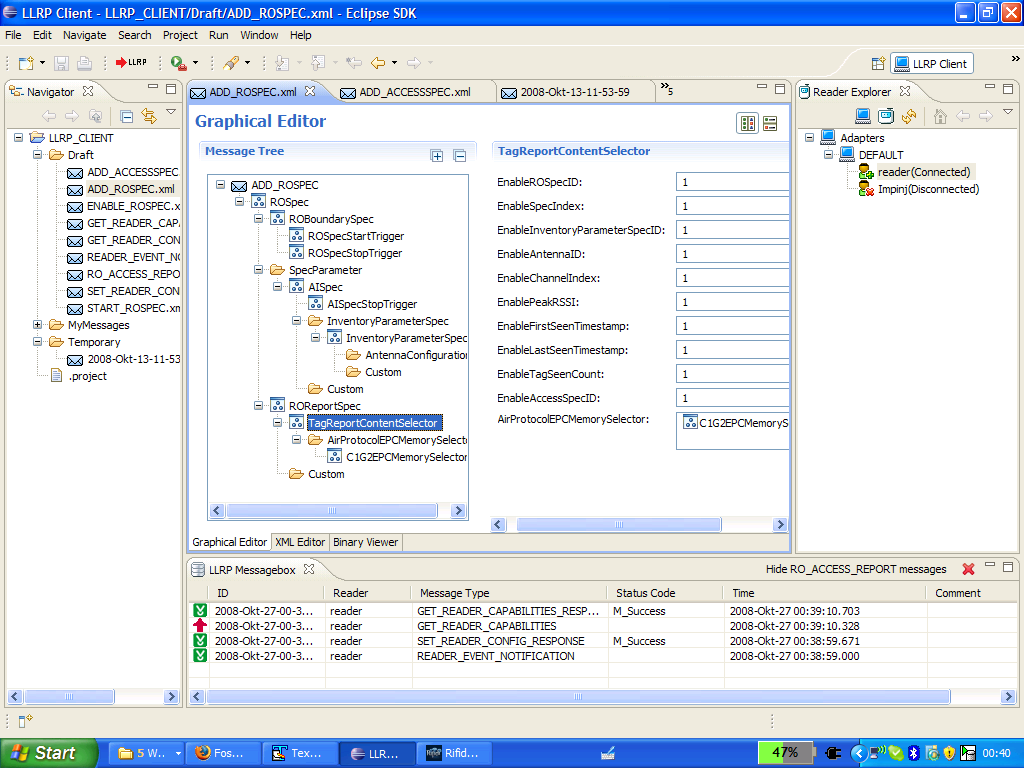 LLRP Client - LLRP_CLIENT/Draft/ADD_ROSPEC.xml - Eclipse SDK
File Edit Navigate Search Project Run Window Help
LLRP LLRP Client »
Navigator
LLRP_CLIENT
Draft
ADD_ACCESSSPEC
ADD_ROSPEC.xml
ENABLE_ROSPEC.x
GET_READER_CAP
GET_READER_CON
READER_EVENT_N
RO_ACCESS_REPO
SET_READER_CON
START_ROSPEC.xm
MyMessages
Temporary
2008-Okt-13-11-53
.project
ADD_ROSPEC.xml ADD_ACCESSSPEC.xml 2008-Okt-13-11-53-59 »5
Graphical Editor
Message Tree
ADD_ROSPEC
ROSpec
ROBoundarySpec
ROSpecStartTrigger
ROSpecStopTrigger
SpecParameter
AISpec
AISpecStopTrigger
InventoryParameterSpec
InventoryParameterSpec
AntennaConfiguration
Custom
Custom
ROReportSpec
TagReportContentSelector
AirProtocolEPCMemorySelecto
C1G2EPCMemorySelector
Custom
TagReportContentSelector
EnableROSpecID: 1
EnableSpecIndex: 1
EnableInventoryParameterSpecID: 1
EnableAntennaID: 1
EnableChannelIndex: 1
EnablePeakRSSI: 1
EnableFirstSeenTimestamp: 1
EnableLastSeenTimestamp: 1
EnableTagSeenCount: 1
EnableAccessSpecID: 1
AirProtocolEPCMemorySelector: C1G2EPCMemoryS
Graphical Editor XML Editor Binary Viewer
Reader Explorer
Adapters
DEFAULT
reader(Connected)
Impinj(Disconnected)
LLRP Messagebox Hide RO_ACCESS_REPORT messages
ID Reader Message Type Status Code Time Comment
2008-Okt-27-00-3... reader GET_READER_CAPABILITIES_RESP... M_Success 2008-Okt-27 00:39:10.703
2008-Okt-27-00-3... reader GET_READER_CAPABILITIES 2008-Okt-27 00:39:10.328
2008-Okt-27-00-3... reader SET_READER_CONFIG_RESPONSE M_Success 2008-Okt-27 00:38:59.671
2008-Okt-27-00-3... reader READER_EVENT_NOTIFICATION 2008-Okt-27 00:38:59.000
Start 5 W... Fos... Tex... LLR... Rifid... 47% 00:40